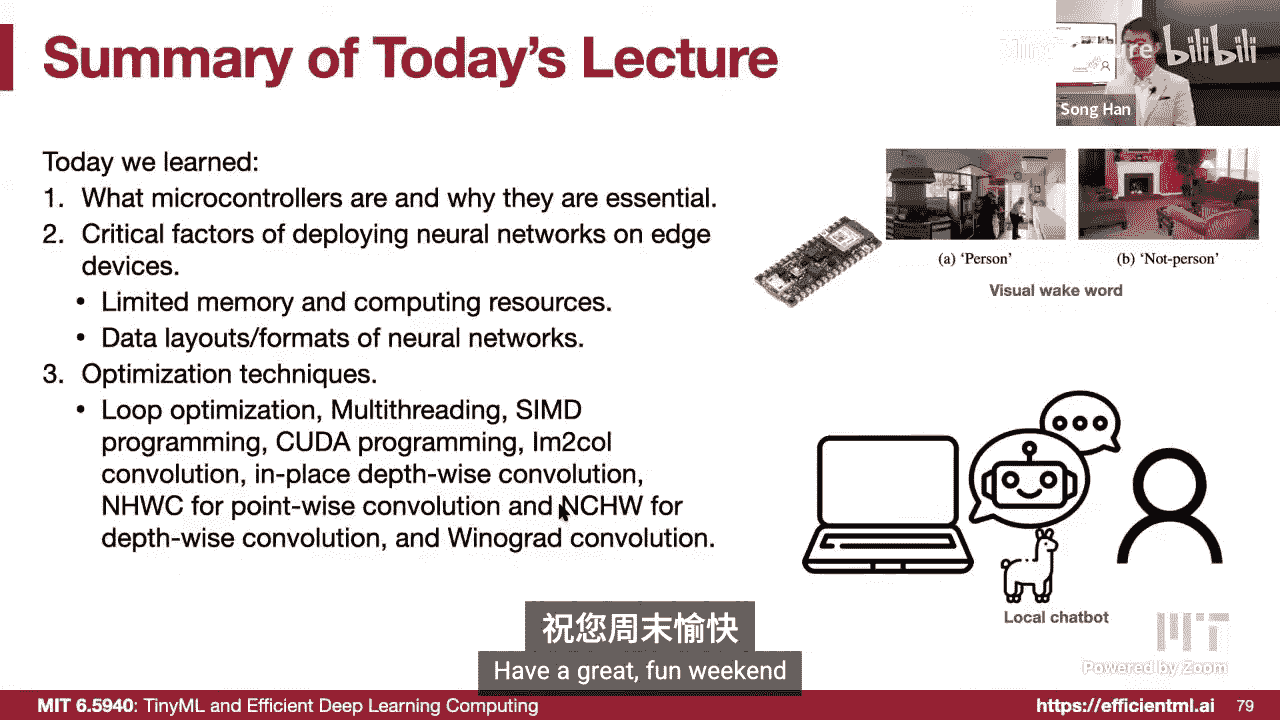 Summary of Today's Lecture
bilibili
Song Han
Today we learned:
1. What microcontrollers are and why they are essential.
2. Critical factors of deploying neural networks on edge
devices.
• Limited memory and computing resources.
• Data layouts/formats of neural networks.
3. Optimization techniques.
• Loop optimization, Multithreading, SIMD
programming, CUDA programming, Im2col
convolution, in-place depth-wise convolution,
NHWC for point-wise convolution and NCHW for
depth-wise convolution, and Winograd convolution.
(a) 'Person'
(b) 'Not-person'
Visual wake word
Local chatbot
祝您周末愉快
Have a great, fun weekend
MIT
Powered by Zoom
MIT 6.5940: TinyML and Efficient Deep Learning Computing
https://efficientml.ai
79